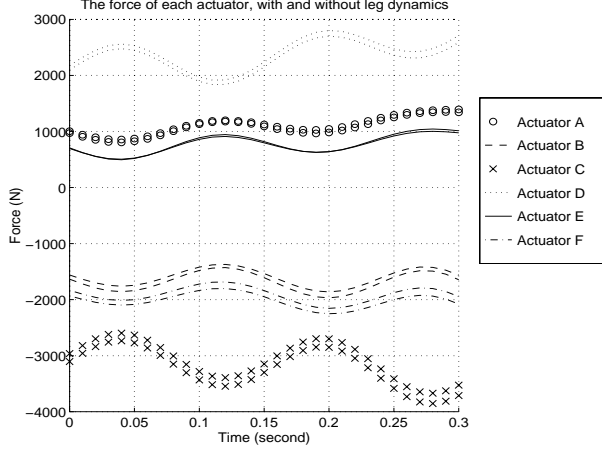 The force of each actuator, with and without leg dynamics
3000
2000
1000
0
−1000
−2000
−3000
−4000
Force (N)
0
0.05
0.1
0.15
0.2
0.25
0.3
Time (second)
Actuator A
Actuator B
Actuator C
Actuator D
Actuator E
Actuator F